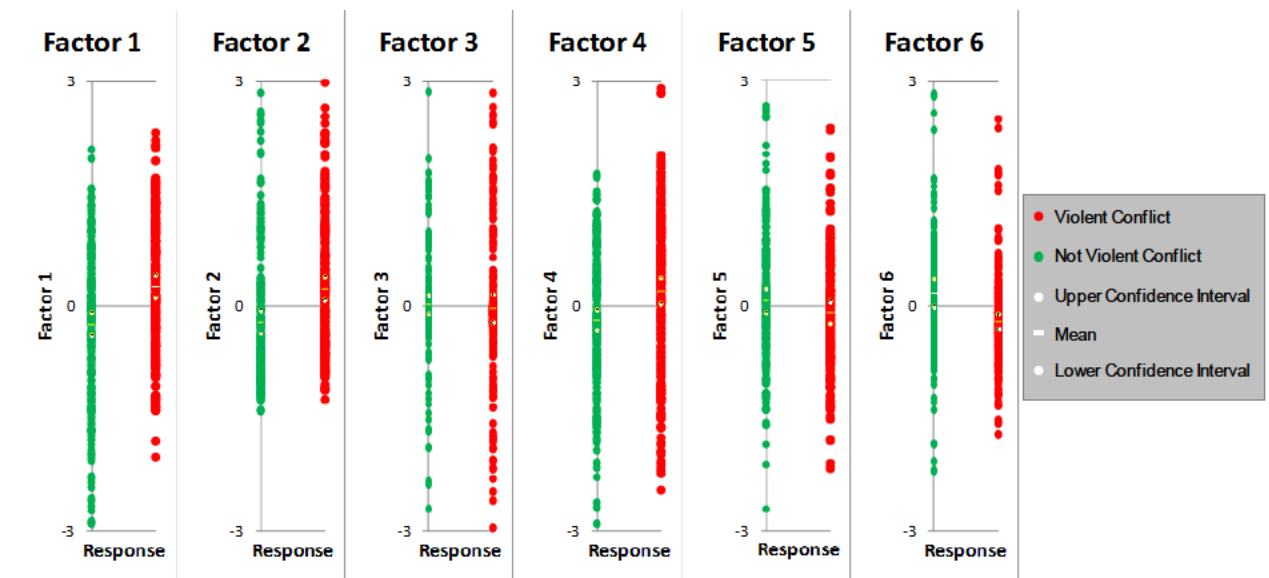 Factor 1
Factor 2
Factor 3
Factor 4
Factor 5
Factor 6
3
3
3
3
3
3
Factor 1
Factor 2
Factor 3
Factor 4
Factor 5
Factor 6
0
0
0
0
0
0
-3
-3
-3
-3
-3
-3
Response
Response
Response
Response
Response
Response
Violent Conflict
Not Violent Conflict
Upper Confidence Interval
Mean
Lower Confidence Interval